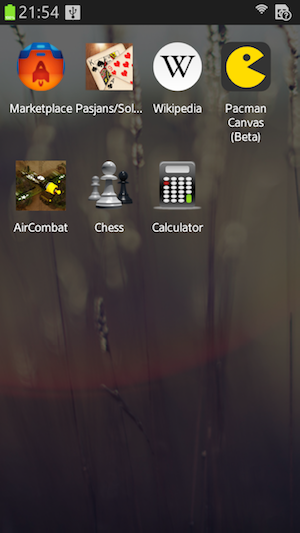 21:54
Marketplace
Pasjans/Sol...
Wikipedia
Pacman
Canvas
(Beta)
W
AirCombat
Chess
Calculator